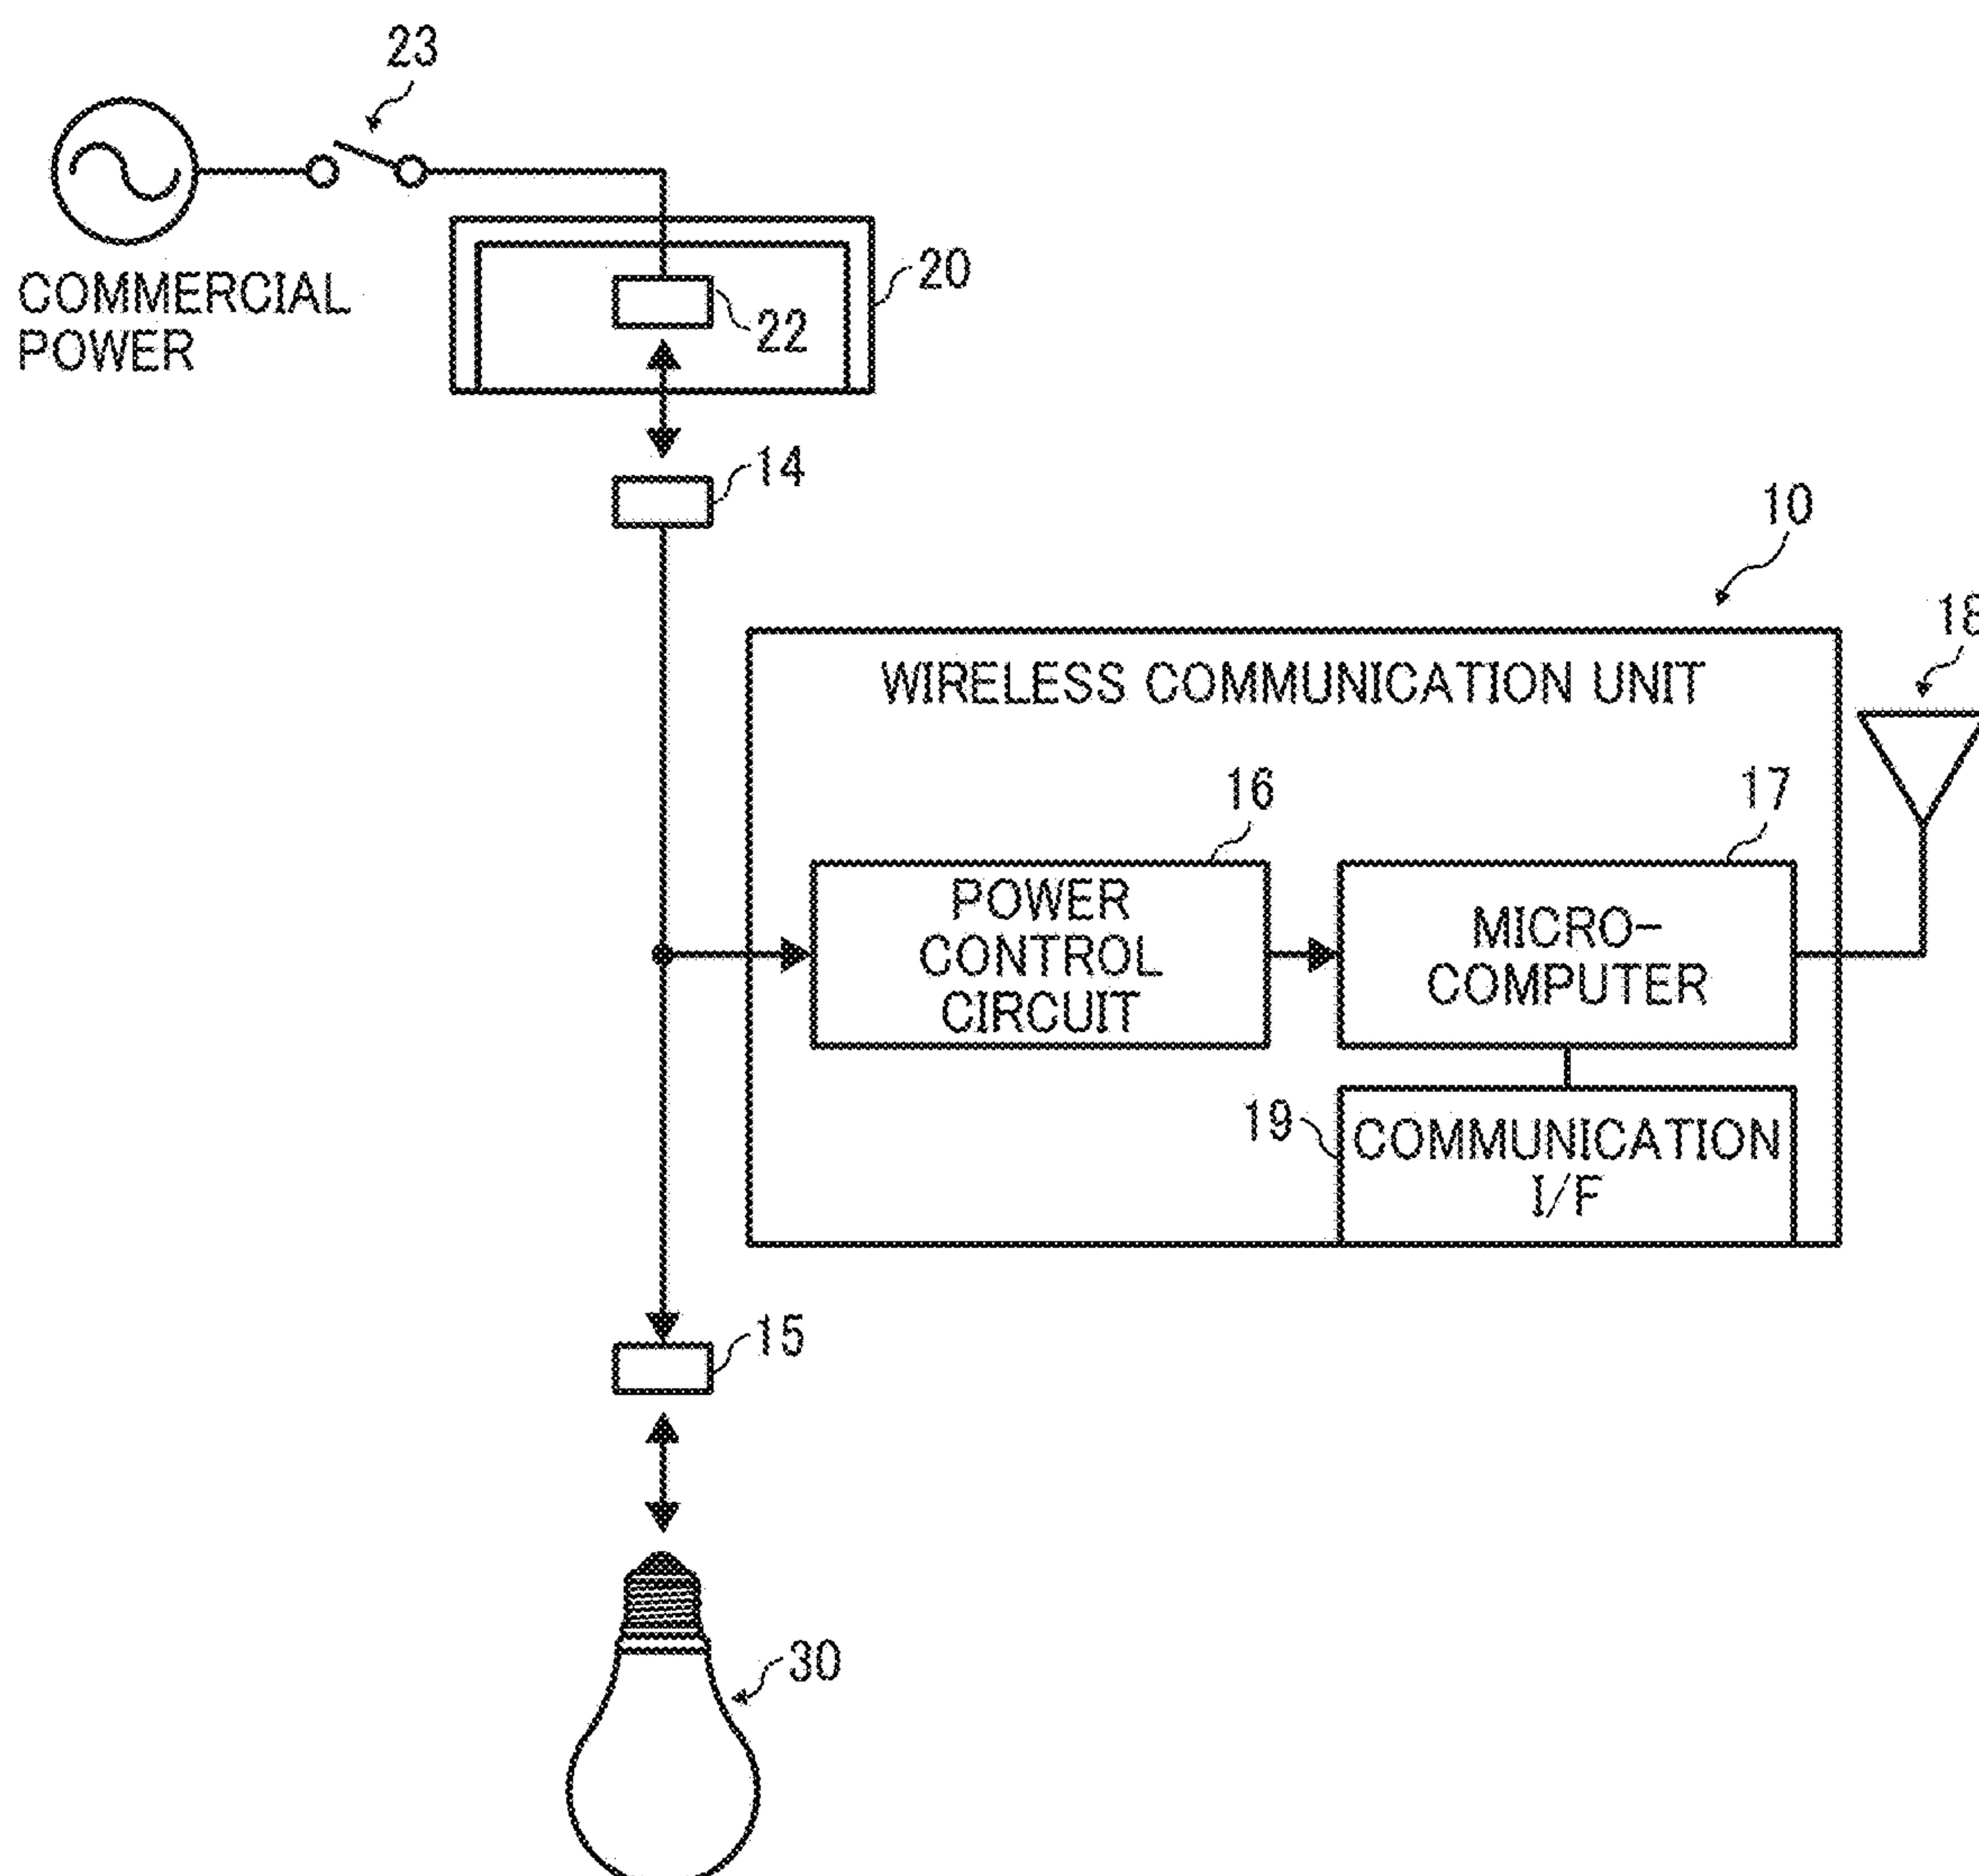 23
COMMERCIAL
POWER
20
22
14
10
18
WIRELESS COMMUNICATION UNIT
16
17
POWER
CONTROL
CIRCUIT
MICRO-
COMPUTER
19
COMMUNICATION
I/F
15
30